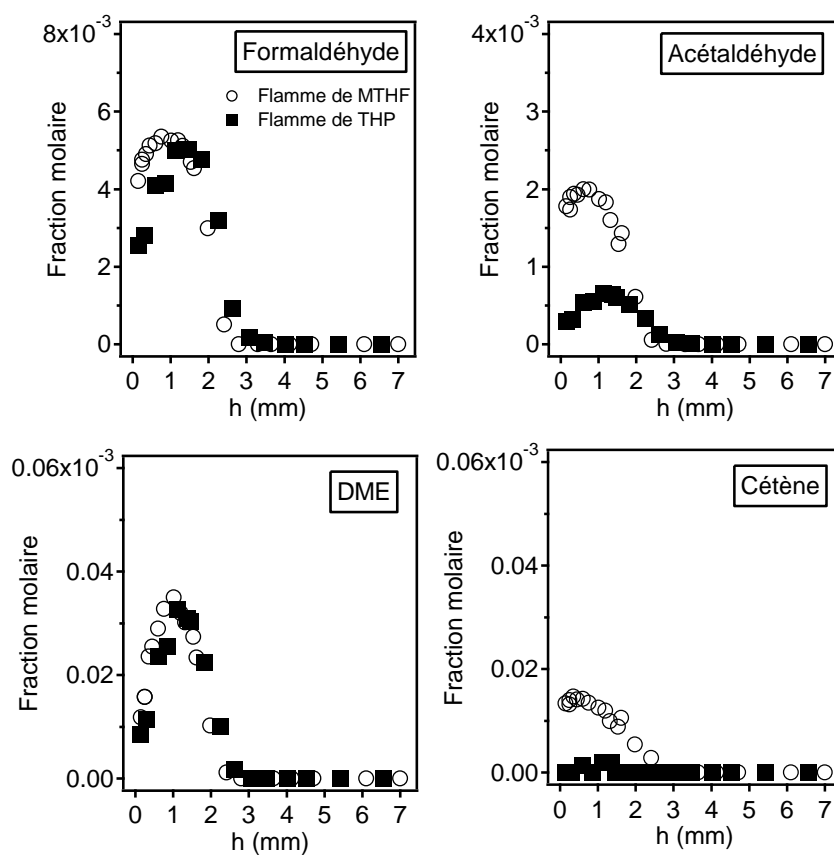 8x10-3
6
4
2
0
Fraction molaire
0 1 2 3 4 5 6 7
h (mm)
Formaldéhyde
Flamme de MTHF
Flamme de THP
4x10-3
3
2
1
0
Fraction molaire
0 1 2 3 4 5 6 7
h (mm)
Acétaldéhyde
0.06x10-3
0.04
0.02
0.00
Fraction molaire
0 1 2 3 4 5 6 7
h (mm)
DME
0.06x10-3
0.04
0.02
0.00
Fraction molaire
0 1 2 3 4 5 6 7
h (mm)
Cétène